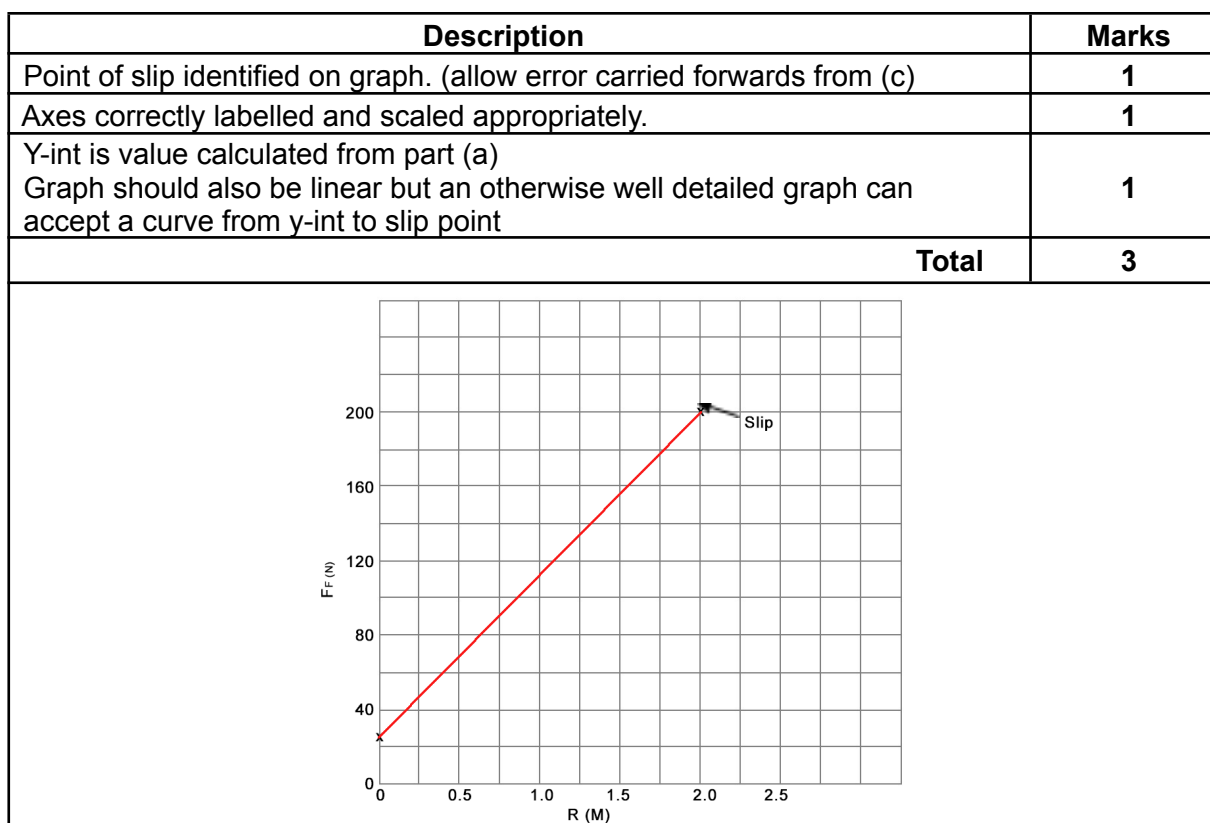 Description Marks
Point of slip identified on graph. (allow error carried forwards from (c) 1
Axes correctly labelled and scaled appropriately. 1
Y-int is value calculated from part (a)
Graph should also be linear but an otherwise well detailed graph can 1
accept a curve from y-int to slip point
Total 3
200
Slip
160
120
FF (N)
80
40
0
0 0.5 1.0 1.5 2.0 2.5
R (M)